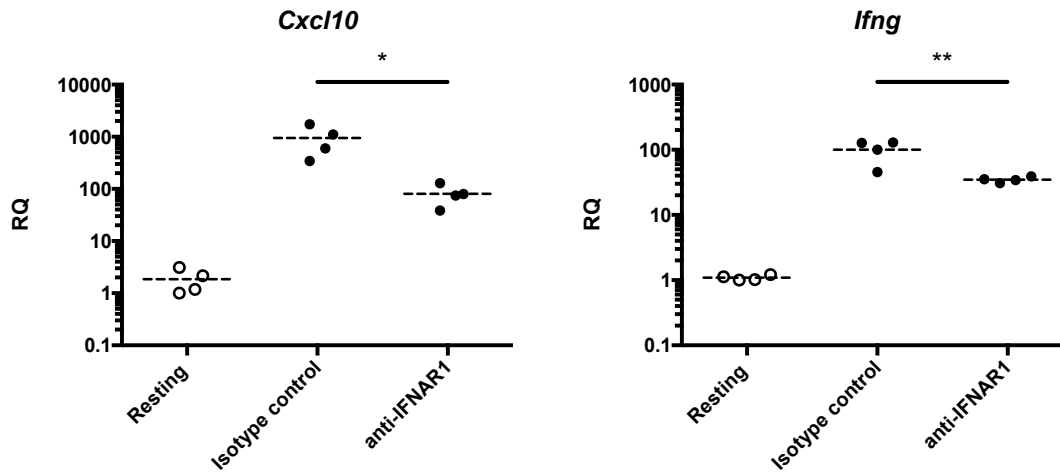 Cxcl10
*
10000
1000
100
10
1
0.1
RQ
Resting
Isotype control
anti-IFNAR1
Ifng
**
1000
100
10
1
0.1
RQ
Resting
Isotype control
anti-IFNAR1